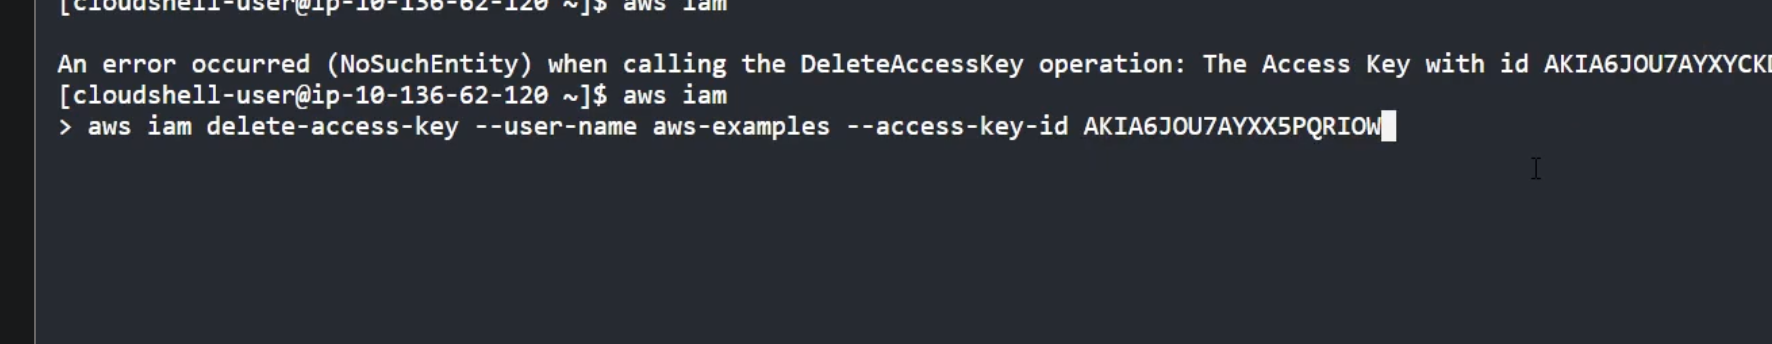 [cloudshell-user@ip-10-136-62-120 ~]$ aws iam
An error occurred (NoSuchEntity) when calling the DeleteAccessKey operation: The Access Key with id AKIA6JOU7AYXYCKD
[cloudshell-user@ip-10-136-62-120 ~]$ aws iam
> aws iam delete-access-key --user-name aws-examples --access-key-id AKIA6JOU7AYXX5PQRIOW